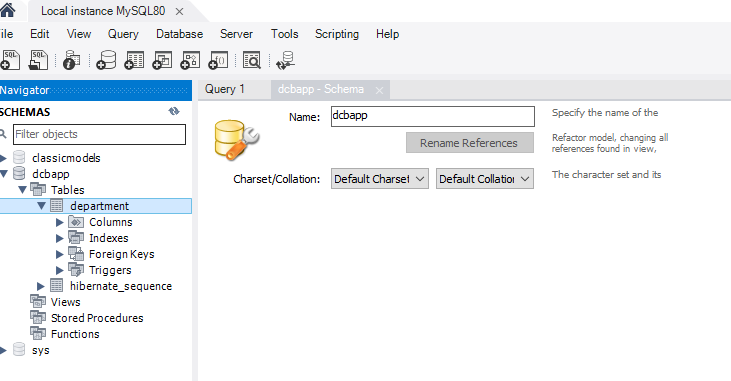 Local instance MySQL80
ile Edit View Query Database Server Tools Scripting Help
SQL SQL
Navigator
SCHEMAS
Filter objects
classicmodels
dcbapp
Tables
department
Columns
Indexes
Foreign Keys
Triggers
hibernate_sequence
Views
Stored Procedures
Functions
sys
Query 1 dcbapp - Schema
Name: dcbapp Specify the name of the
Rename References Refactor model, changing all
references found in view,
Charset/Collation: Default Charset Default Collation The character set and its